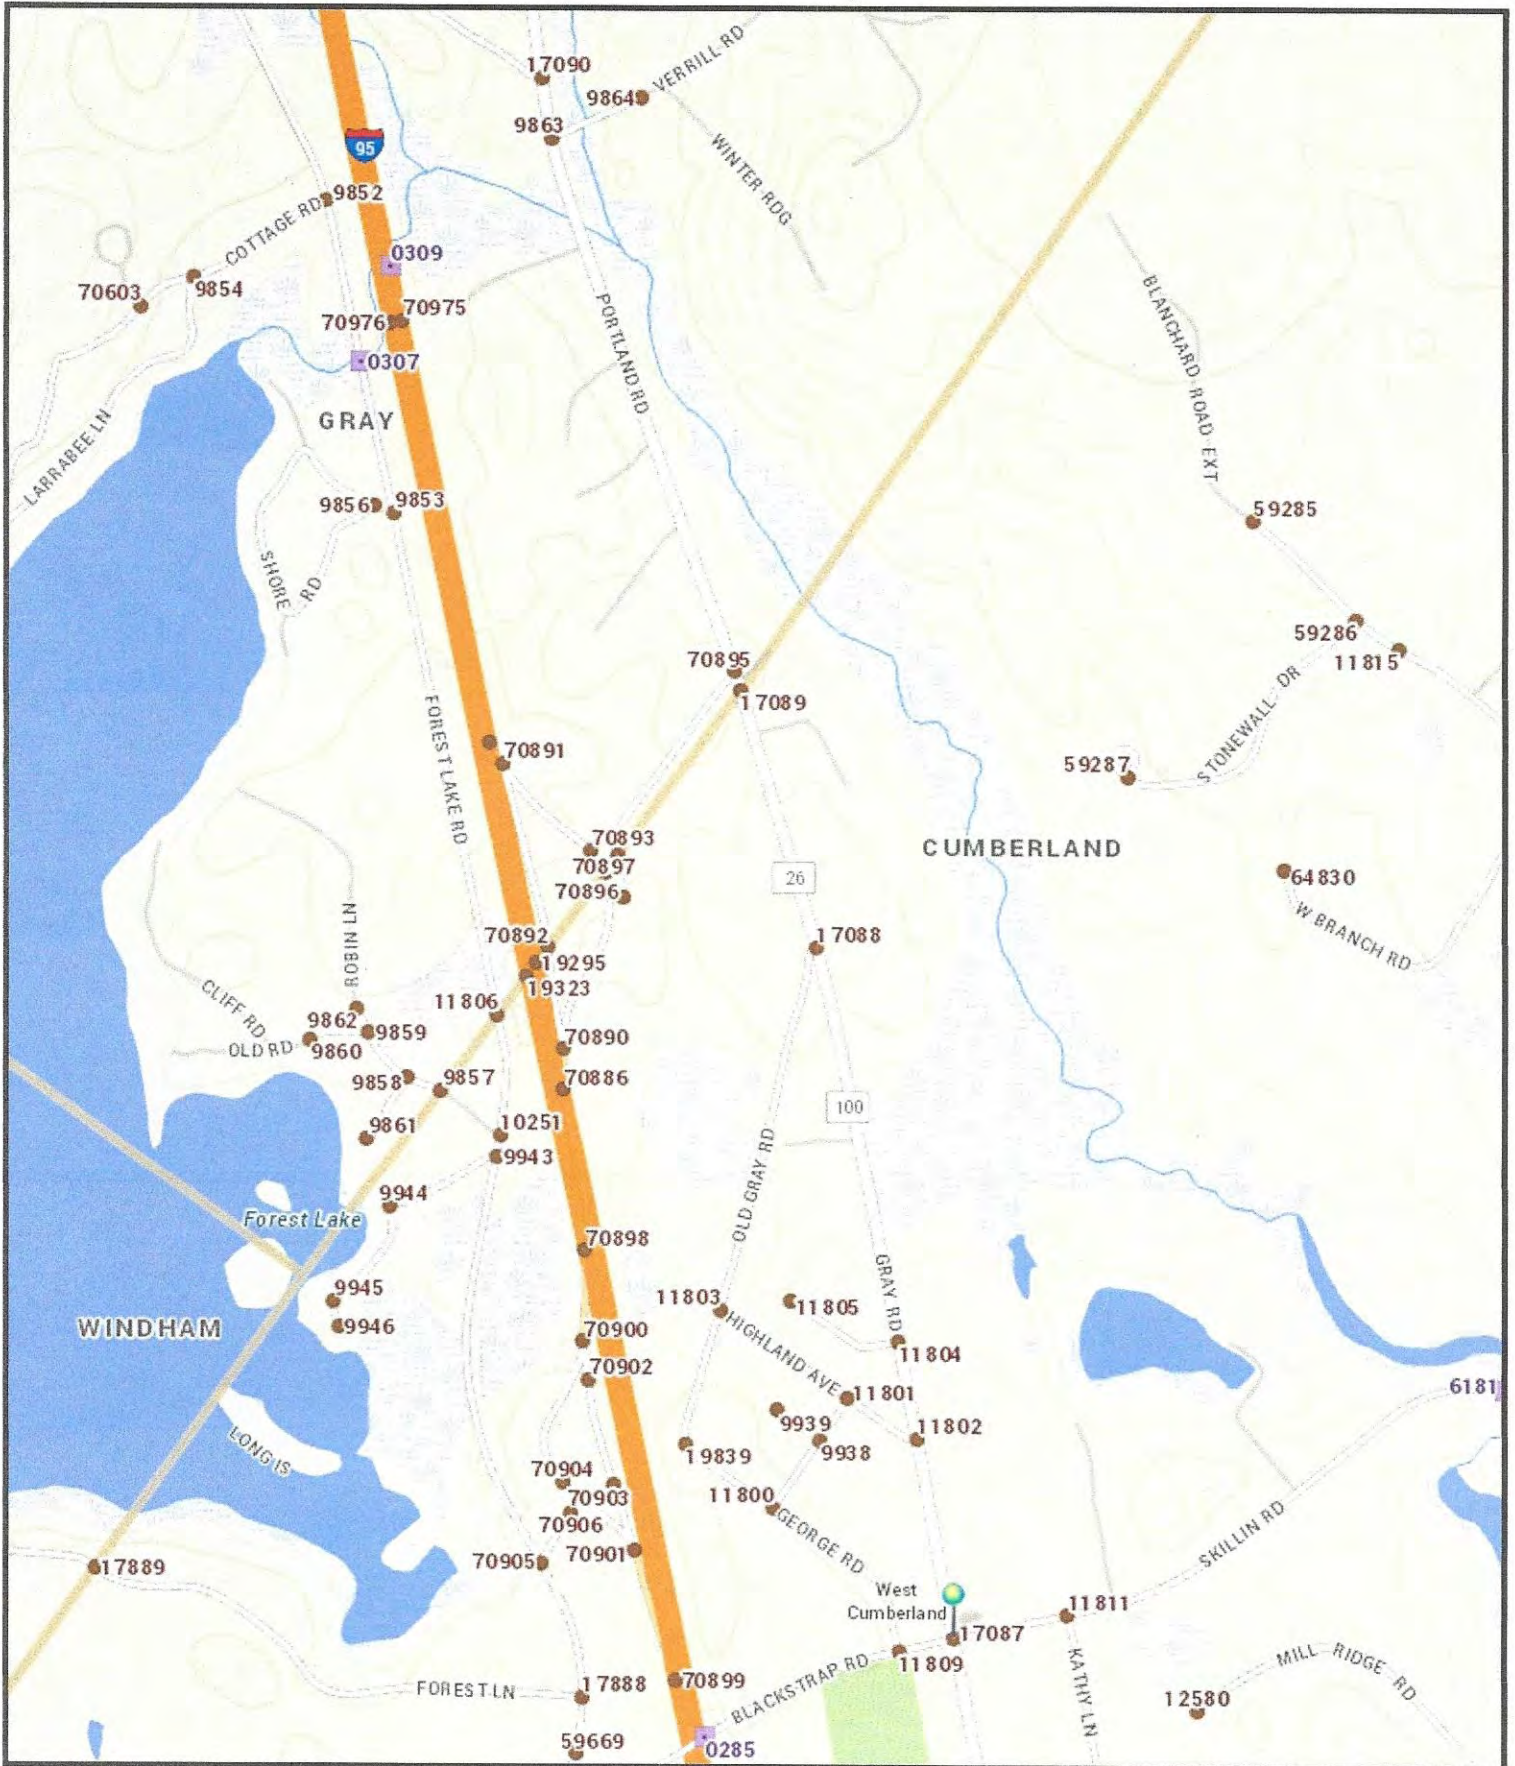 17090
VERRILL RD
9864
9863
95
WINTER RDG
9852
COTTAGE RD
0309
9854
70603
70975
70976
PORTLAND RD
BLANCHARD ROAD EXT
0307
GRAY
LARRABEE LN
9856
9853
59285
SHORE RD
59286
11815
70895
17089
STONEWALL DR
FOREST LAKE RD
70891
59287
70893
CUMBERLAND
70897
26
64830
70896
W BRANCH RD
ROBIN LN
70892
17088
19295
19323
CLIFF RD
11806
9862
9859
70890
OLD RD
9860
9858
9857
70886
100
9861
10251
9943
OLD GRAY RD
9944
Forest Lake
70898
GRAY RD
9945
11803
11805
WINDHAM
9946
70900
HIGHLAND AVE
11804
70902
11801
6181
9939
11802
LONG IS
19839
9938
70904
70903
11800
70906
GEORGE RD
SKILLIN RD
70905
70901
17889
West
Cumberland
11811
17087
11809
KATHY LN
MILL RIDGE RD
FOREST LN
17888
70899
BLACKSTRAP RD
12580
59669
0285